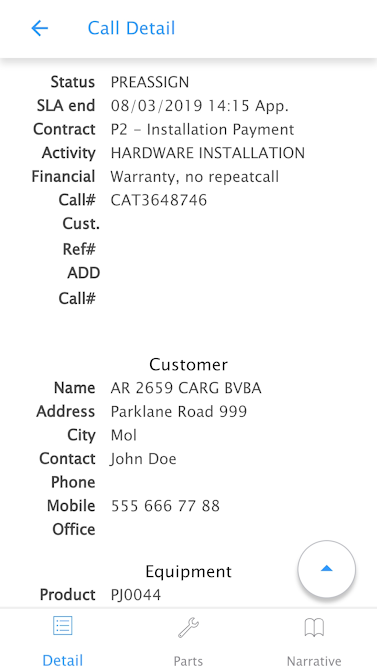 Call Detail
Status PREASSIGN
SLA end 08/03/2019 14:15 App.
Contract P2 – Installation Payment
Activity HARDWARE INSTALLATION
Financial Warranty, no repeatcall
Call# CAT3648746
Cust.
Ref#
ADD
Call#
Customer
Name AR 2659 CARG BVBA
Address Parklane Road 999
City Mol
Contact John Doe
Phone
Mobile 555 666 77 88
Office
Equipment
Product PJ0044
Detail Parts Narrative